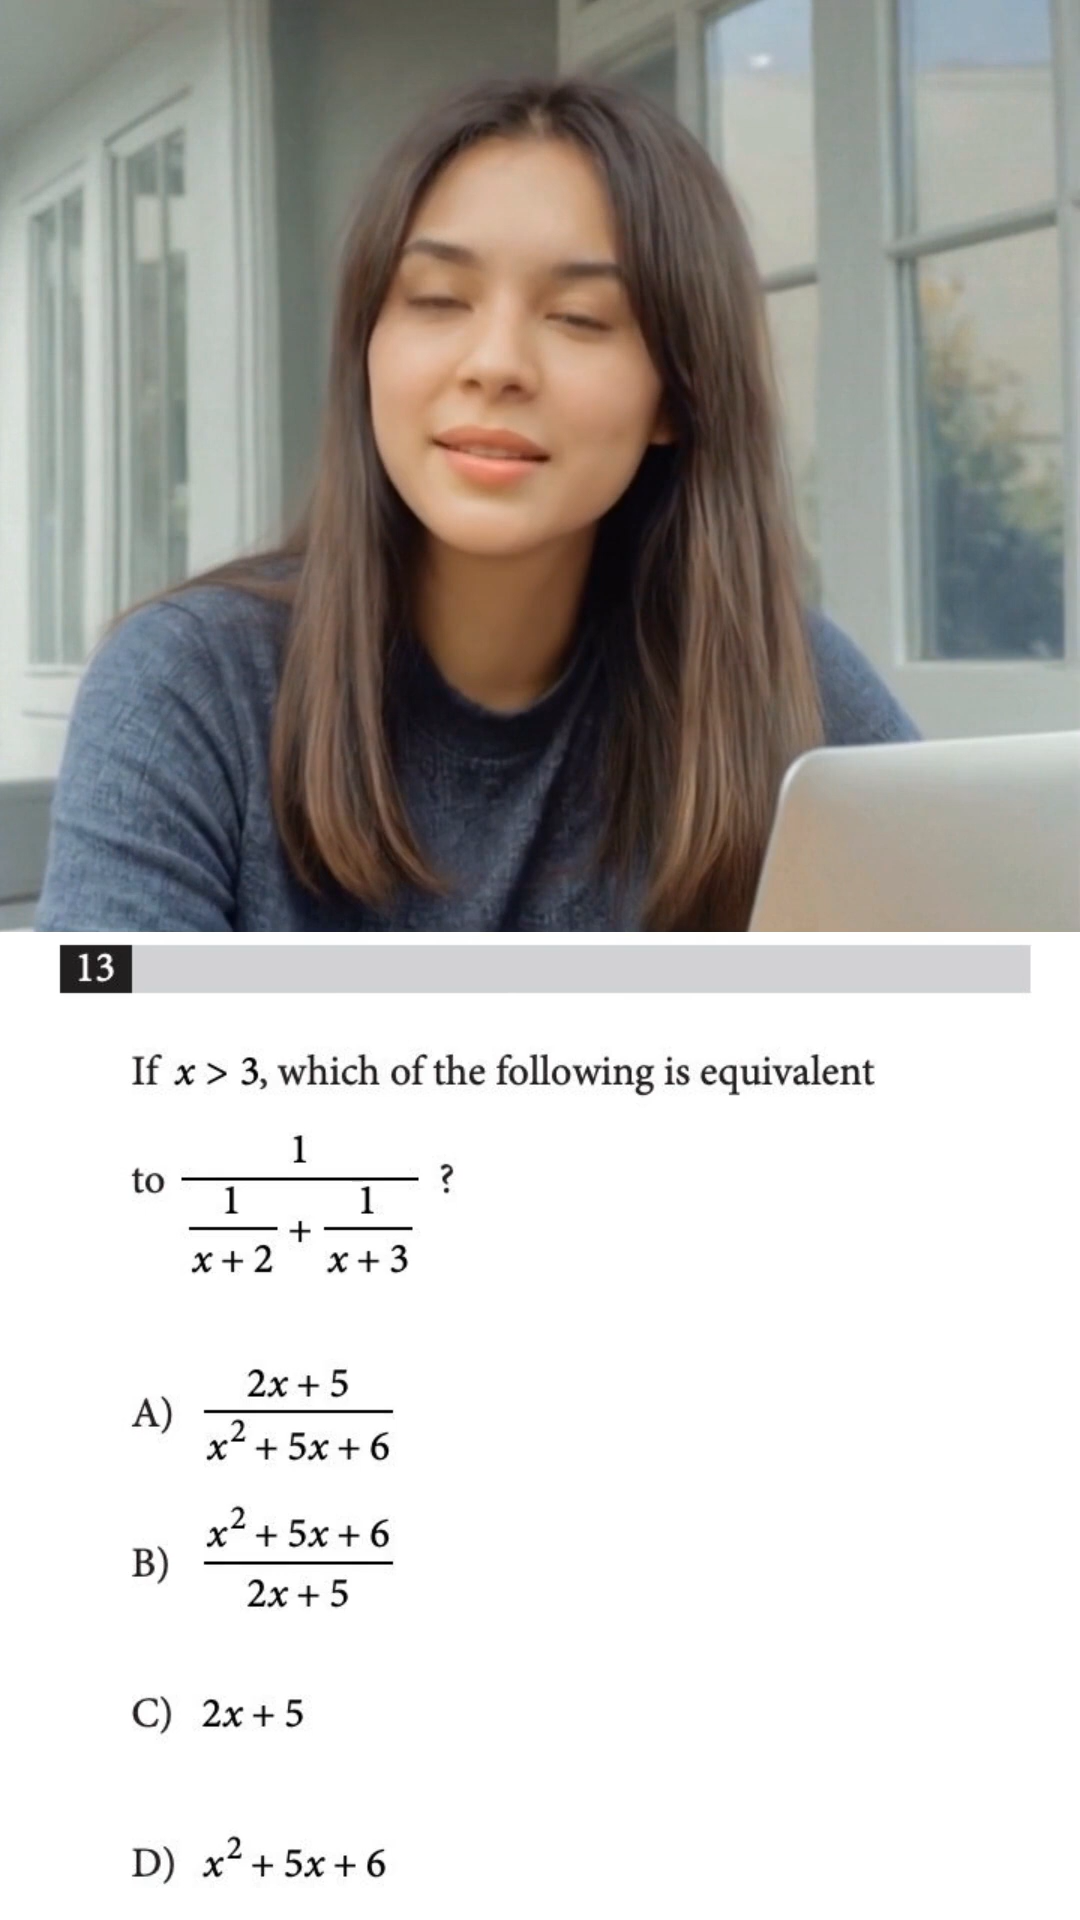 13
If x > 3, which of the following is equivalent
to 1 / (1/(x + 2) + 1/(x + 3)) ?
A) (2x + 5) / (x² + 5x + 6)
B) (x² + 5x + 6) / (2x + 5)
C) 2x + 5
D) x² + 5x + 6